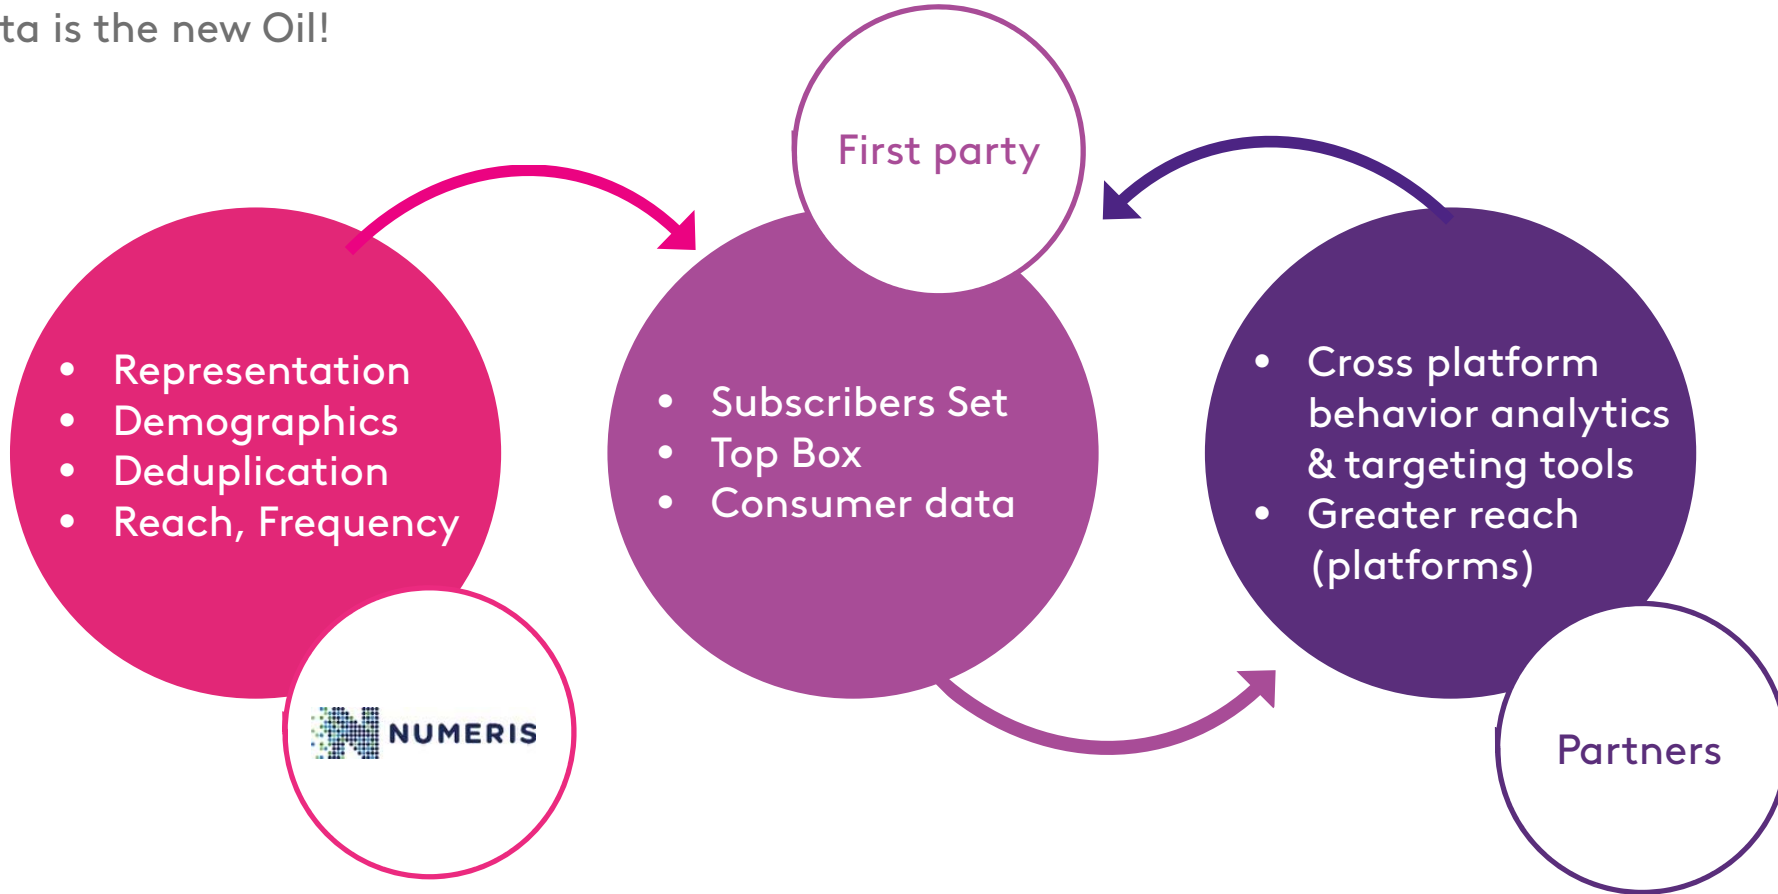 ta is the new Oil!
First party
• Representation
• Demographics
• Deduplication
• Reach, Frequency
NUMERIS
• Subscribers Set
• Top Box
• Consumer data
• Cross platform
behavior analytics
& targeting tools
• Greater reach
(platforms)
Partners